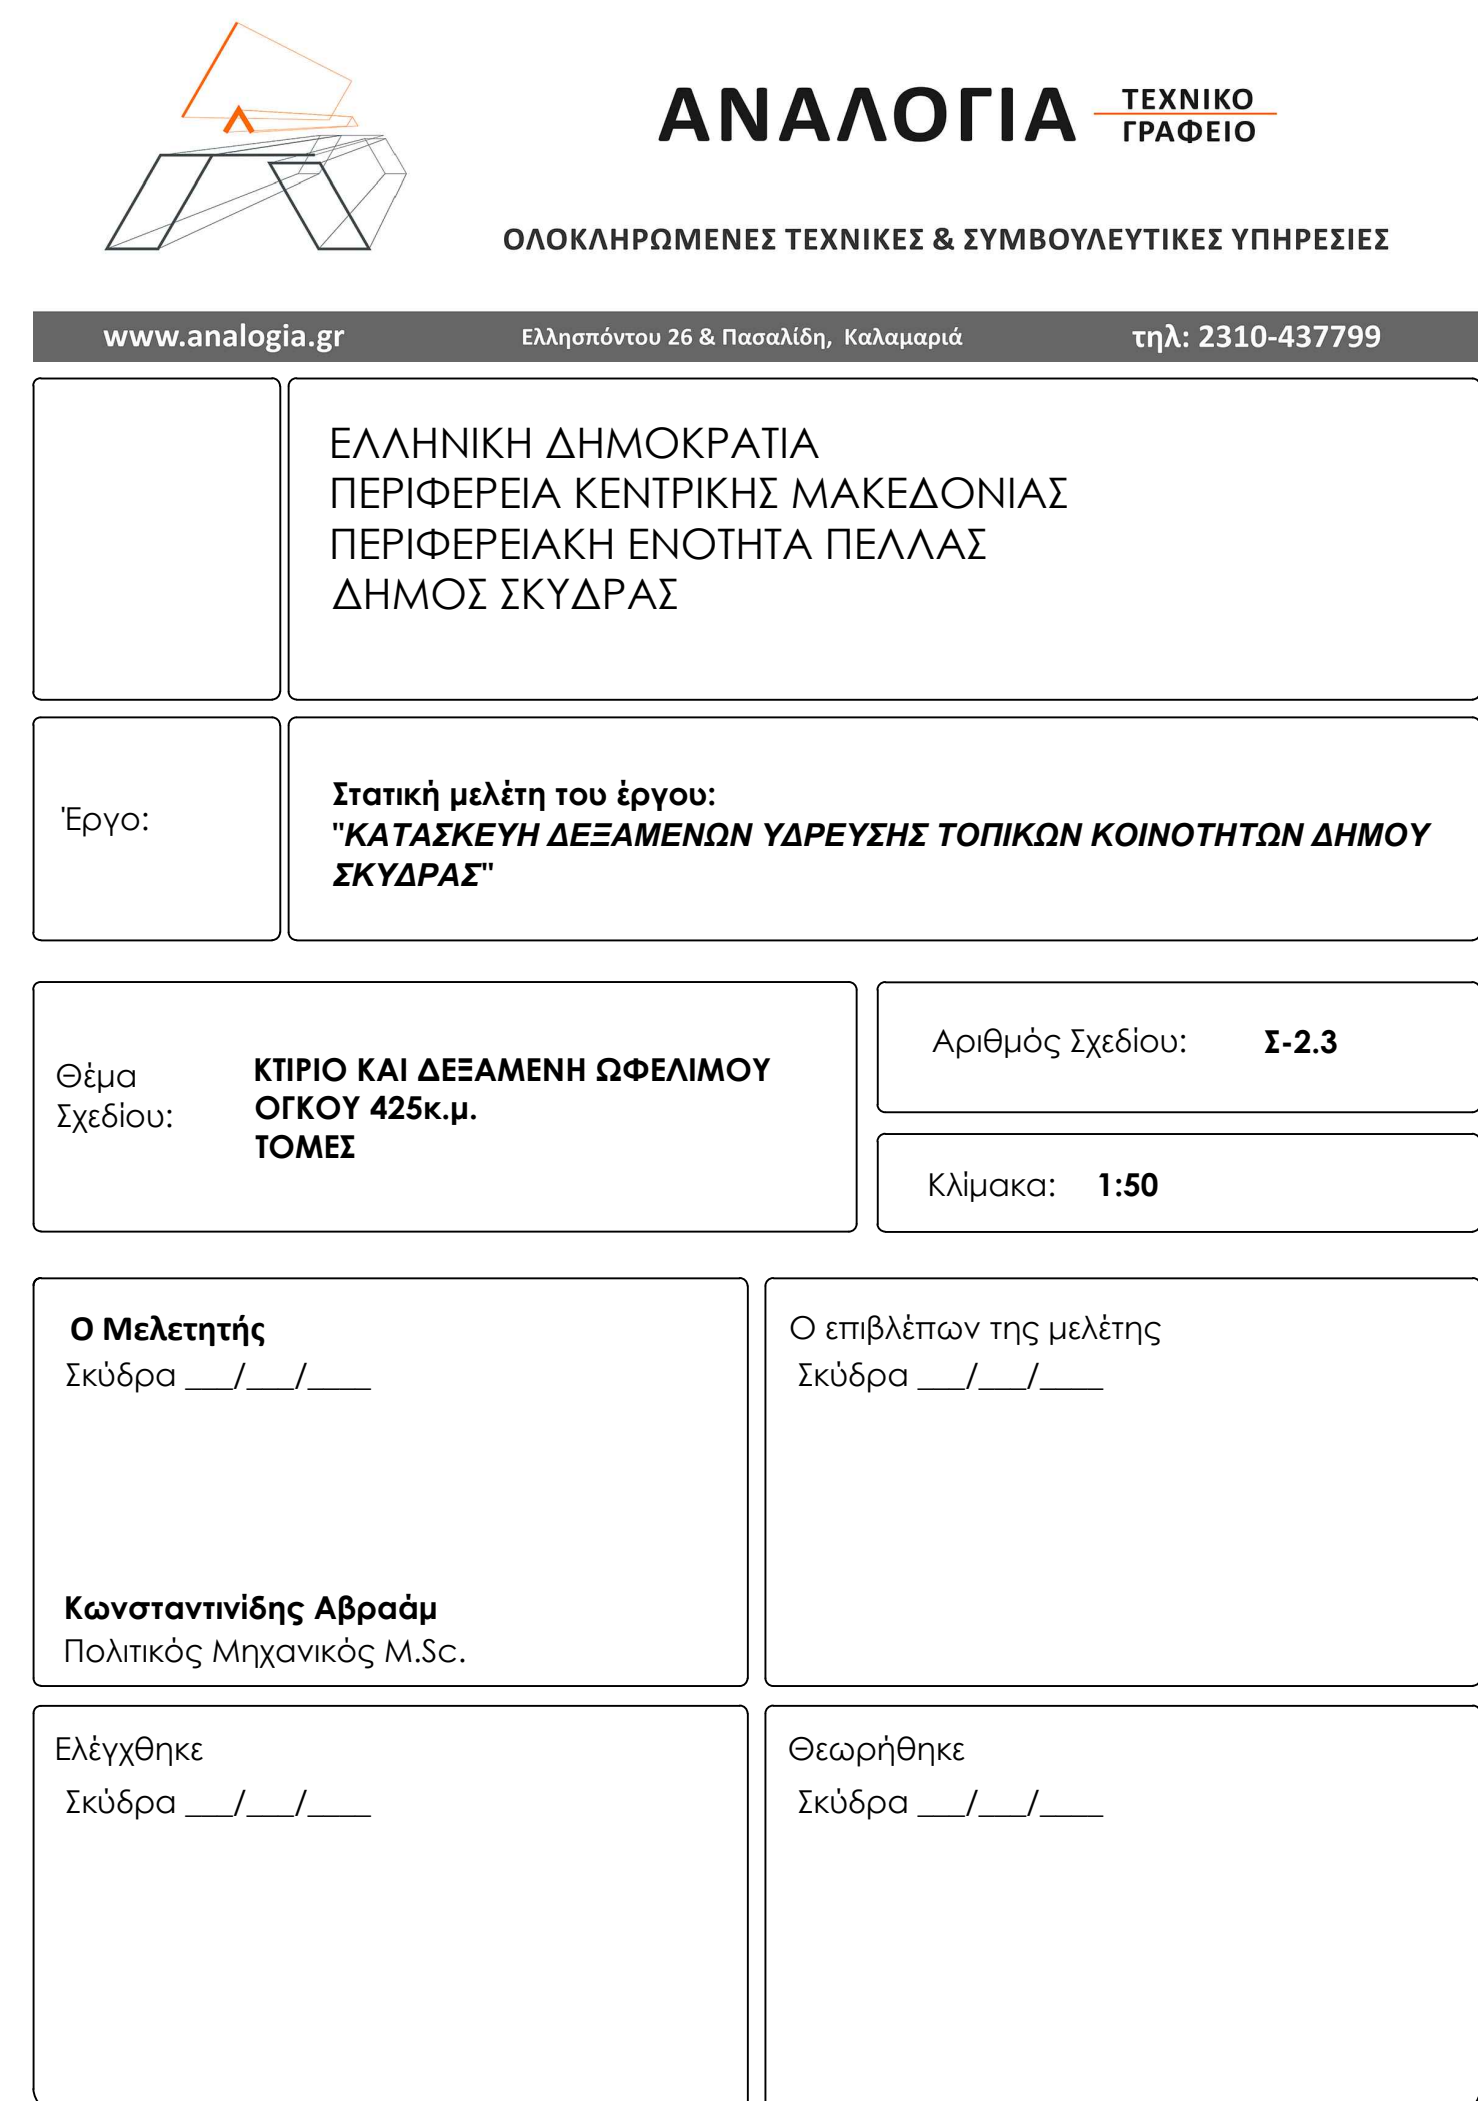 ΑΝΑΛΟΓΙΑ ΤΕΧΝΙΚΟ ΓΡΑΦΕΙΟ
ΟΛΟΚΛΗΡΩΜΕΝΕΣ ΤΕΧΝΙΚΕΣ & ΣΥΜΒΟΥΛΕΥΤΙΚΕΣ ΥΠΗΡΕΣΙΕΣ
www.analogia.gr Ελλησπόντου 26 & Πασαλίδη, Καλαμαριά τηλ: 2310-437799
ΕΛΛΗΝΙΚΗ ΔΗΜΟΚΡΑΤΙΑ
ΠΕΡΙΦΕΡΕΙΑ ΚΕΝΤΡΙΚΗΣ ΜΑΚΕΔΟΝΙΑΣ
ΠΕΡΙΦΕΡΕΙΑΚΗ ΕΝΟΤΗΤΑ ΠΕΛΛΑΣ
ΔΗΜΟΣ ΣΚΥΔΡΑΣ
Έργο:
Στατική μελέτη του έργου:
"ΚΑΤΑΣΚΕΥΗ ΔΕΞΑΜΕΝΩΝ ΥΔΡΕΥΣΗΣ ΤΟΠΙΚΩΝ ΚΟΙΝΟΤΗΤΩΝ ΔΗΜΟΥ
ΣΚΥΔΡΑΣ"
Θέμα
Σχεδίου:
ΚΤΙΡΙΟ ΚΑΙ ΔΕΞΑΜΕΝΗ ΩΦΕΛΙΜΟΥ
ΟΓΚΟΥ 425κ.μ.
ΤΟΜΕΣ
Αριθμός Σχεδίου: Σ-2.3
Κλίμακα: 1:50
Ο Μελετητής
Σκύδρα ___/___/____
Κωνσταντινίδης Αβραάμ
Πολιτικός Μηχανικός M.Sc.
Ο επιβλέπων της μελέτης
Σκύδρα ___/___/____
Ελέγχθηκε
Σκύδρα ___/___/____
Θεωρήθηκε
Σκύδρα ___/___/____